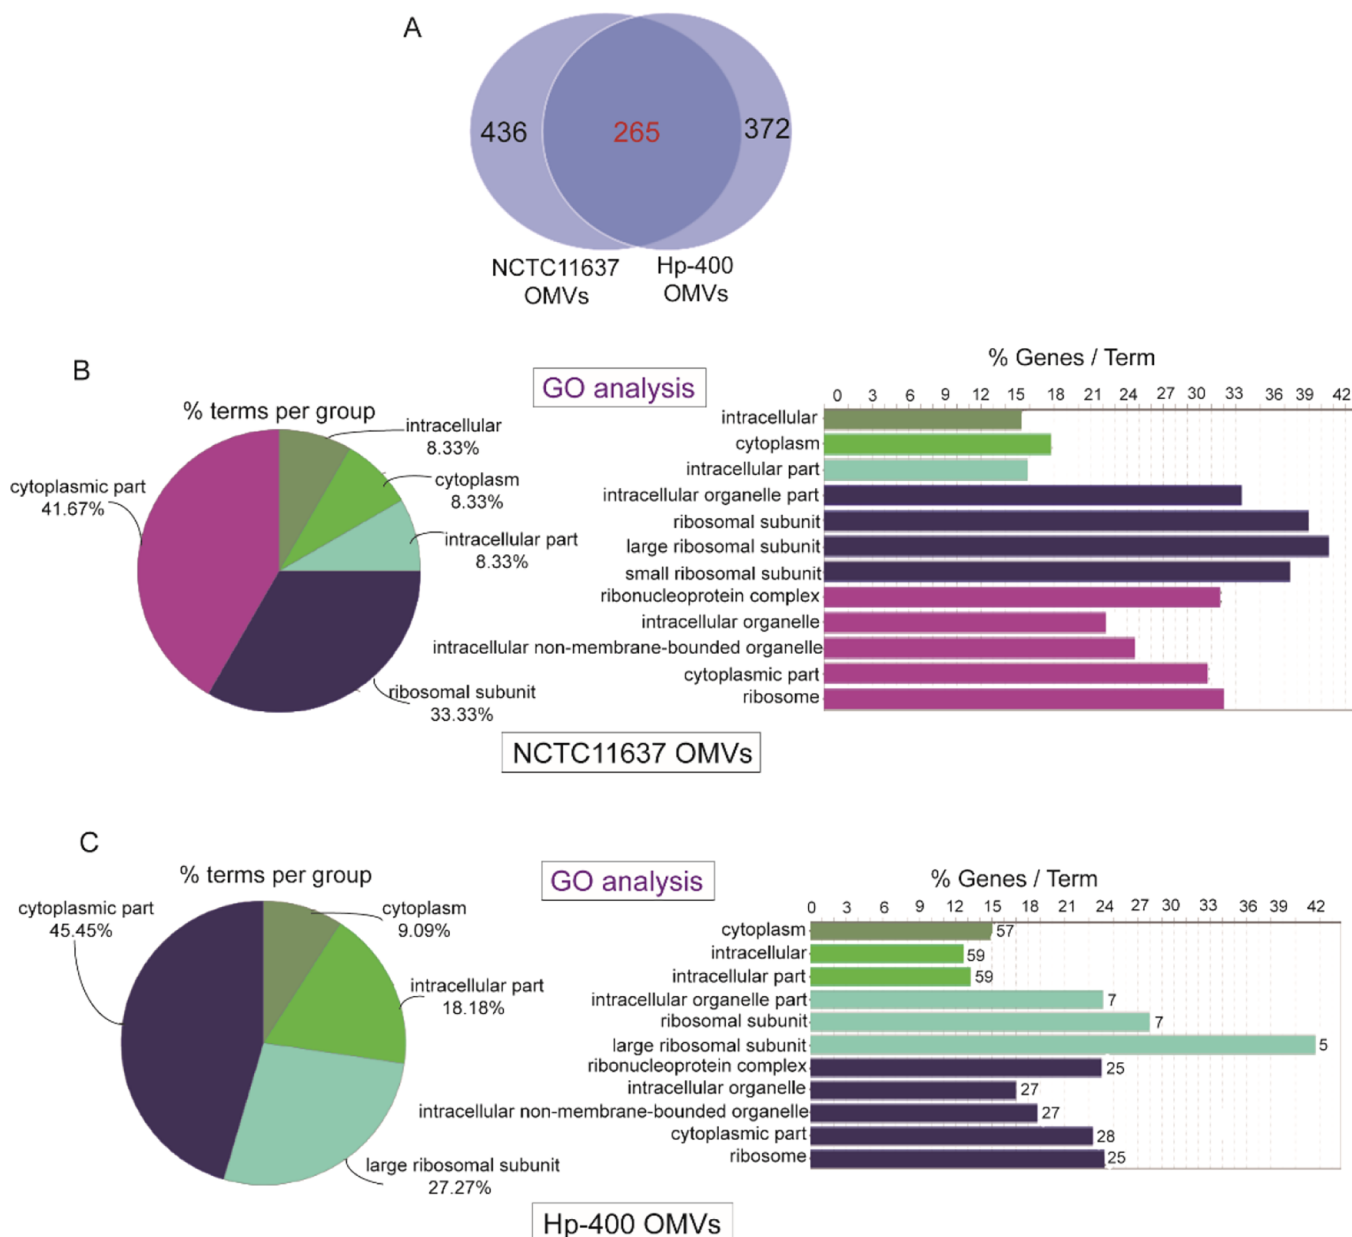 A
436
265
372
NCTC11637
OMVs
Hp-400
OMVs
B
GO analysis
% terms per group
intracellular
8.33%
cytoplasm
8.33%
intracellular part
8.33%
cytoplasmic part
41.67%
ribosomal subunit
33.33%
% Genes / Term
0 3 6 9 12 15 18 21 24 27 30 33 36 39 42
intracellular
cytoplasm
intracellular part
intracellular organelle part
ribosomal subunit
large ribosomal subunit
small ribosomal subunit
ribonucleoprotein complex
intracellular organelle
intracellular non-membrane-bounded organelle
cytoplasmic part
ribosome
NCTC11637 OMVs
C
GO analysis
% terms per group
cytoplasmic part
45.45%
cytoplasm
9.09%
intracellular part
18.18%
large ribosomal subunit
27.27%
% Genes / Term
0 3 6 9 12 15 18 21 24 27 30 33 36 39 42
cytoplasm 57
intracellular 59
intracellular part 59
intracellular organelle part 7
ribosomal subunit 7
large ribosomal subunit 5
ribonucleoprotein complex 25
intracellular organelle 27
intracellular non-membrane-bounded organelle 27
cytoplasmic part 28
ribosome 25
Hp-400 OMVs